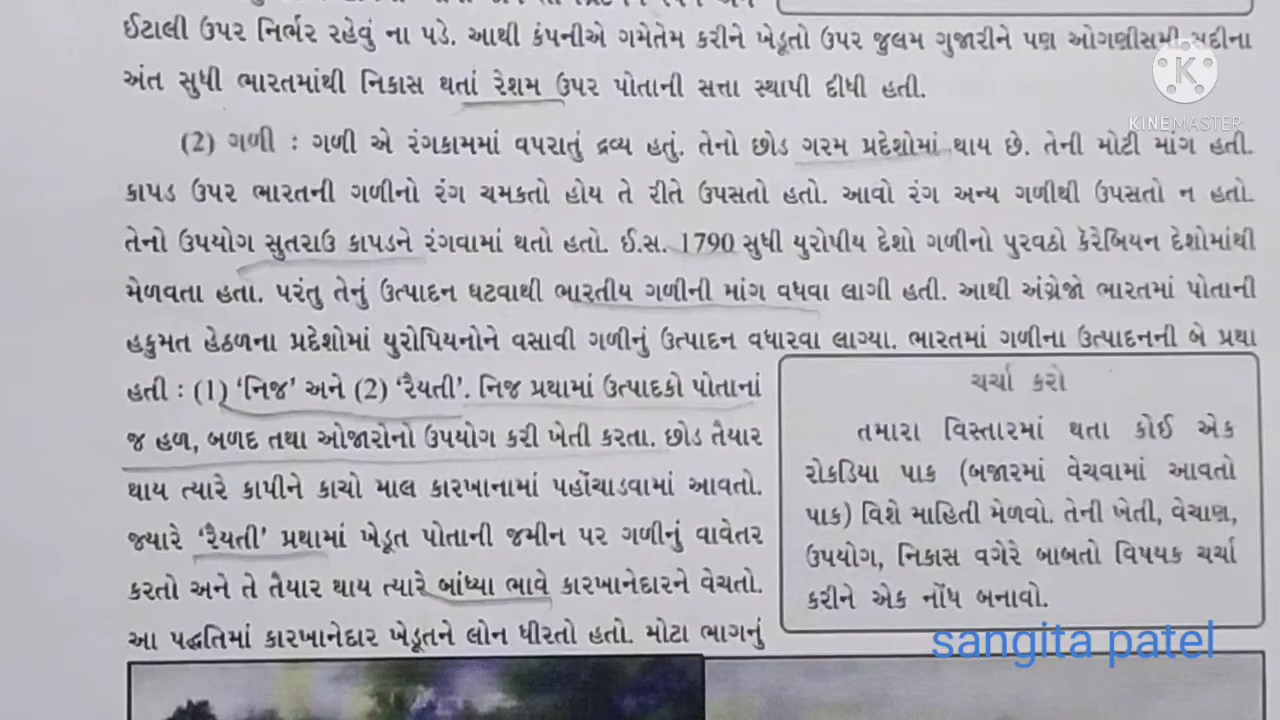 ઈટાલી ઉપર નિર્ભર રહેવું ના પડે. આથી કંપનીએ ગમેતેમ કરીને ખેડૂતો ઉપર જુલમ ગુજારીને પણ ઓગણીસમી સદીના
અંત સુધી ભારતમાંથી નિકાસ થતાં રેશમ ઉપર પોતાની સત્તા સ્થાપી દીધી હતી.
(2) ગળી : ગળી એ રંગકામમાં વપરાતું દ્રવ્ય હતું. તેનો છોડ ગરમ પ્રદેશોમાં થાય છે. તેની મોટી માંગ હતી.
કાપડ ઉપર ભારતની ગળીનો રંગ ચમકતો હોય તે રીતે ઉપસતો હતો. આવો રંગ અન્ય ગળીથી ઉપસતો ન હતો.
તેનો ઉપયોગ સુતરાઉ કાપડને રંગવામાં થતો હતો. ઈ.સ. 1790 સુધી યુરોપીય દેશો ગળીનો પુરવઠો કેરેબિયન દેશોમાંથી
મેળવતા હતા. પરંતુ તેનું ઉત્પાદન ઘટવાથી ભારતીય ગળીની માંગ વધવા લાગી હતી. આથી અંગ્રેજો ભારતમાં પોતાની
હકુમત હેઠળના પ્રદેશોમાં યુરોપિયનોને વસાવી ગળીનું ઉત્પાદન વધારવા લાગ્યા. ભારતમાં ગળીના ઉત્પાદનની બે પ્રથા
હતી : (1) ‘નિજ’ અને (2) ‘રૈયતી’. નિજ પ્રથામાં ઉત્પાદકો પોતાનાં
જ હળ, બળદ તથા ઓજારોનો ઉપયોગ કરી ખેતી કરતા. છોડ તૈયાર
થાય ત્યારે કાપીને કાચો માલ કારખાનામાં પહોંચાડવામાં આવતો.
જ્યારે ‘રૈયતી’ પ્રથામાં ખેડૂત પોતાની જમીન પર ગળીનું વાવેતર
કરતો અને તે તૈયાર થાય ત્યારે બાંધ્યા ભાવે કારખાનેદારને વેચતો.
આ પદ્ધતિમાં કારખાનેદાર ખેડૂતને લોન ધીરતો હતો. મોટા ભાગનું
ચર્ચા કરો
તમારા વિસ્તારમાં થતા કોઈ એક
રોકડિયા પાક (બજારમાં વેચવામાં આવતો
પાક) વિશે માહિતી મેળવો. તેની ખેતી, વેચાણ,
ઉપયોગ, નિકાસ વગેરે બાબતો વિષયક ચર્ચા
કરીને એક નોંધ બનાવો.
sangita patel
K
KINEMASTER